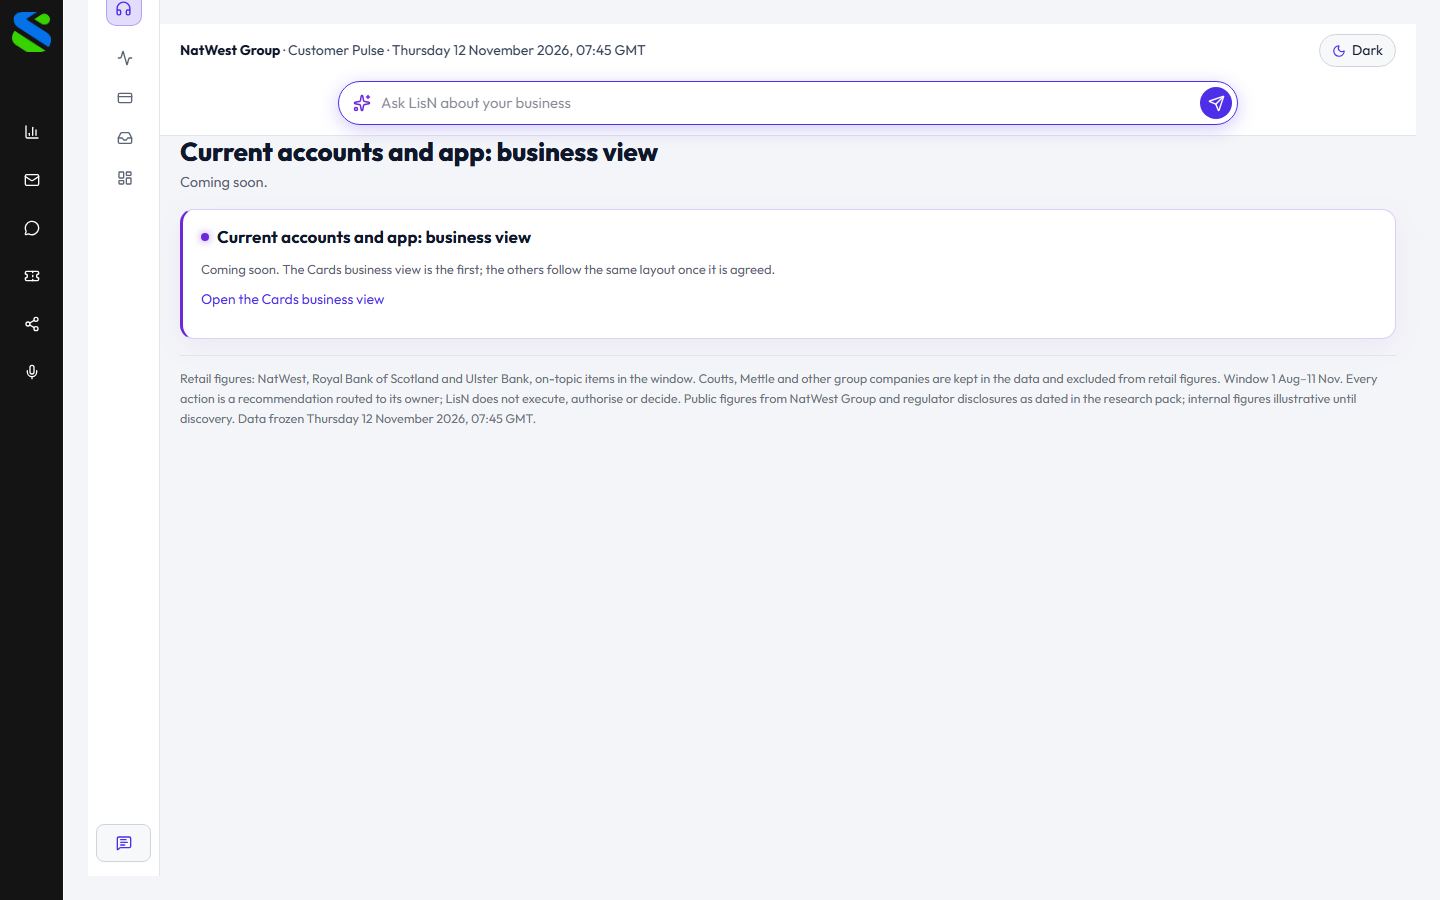 NatWest Group · Customer Pulse · Thursday 12 November 2026, 07:45 GMT
Dark
Ask LisN about your business
Current accounts and app: business view
Coming soon.
Current accounts and app: business view
Coming soon. The Cards business view is the first; the others follow the same layout once it is agreed.
Open the Cards business view
Retail figures: NatWest, Royal Bank of Scotland and Ulster Bank, on-topic items in the window. Coutts, Mettle and other group companies are kept in the data and excluded from retail figures. Window 1 Aug–11 Nov. Every
action is a recommendation routed to its owner; LisN does not execute, authorise or decide. Public figures from NatWest Group and regulator disclosures as dated in the research pack; internal figures illustrative until
discovery. Data frozen Thursday 12 November 2026, 07:45 GMT.